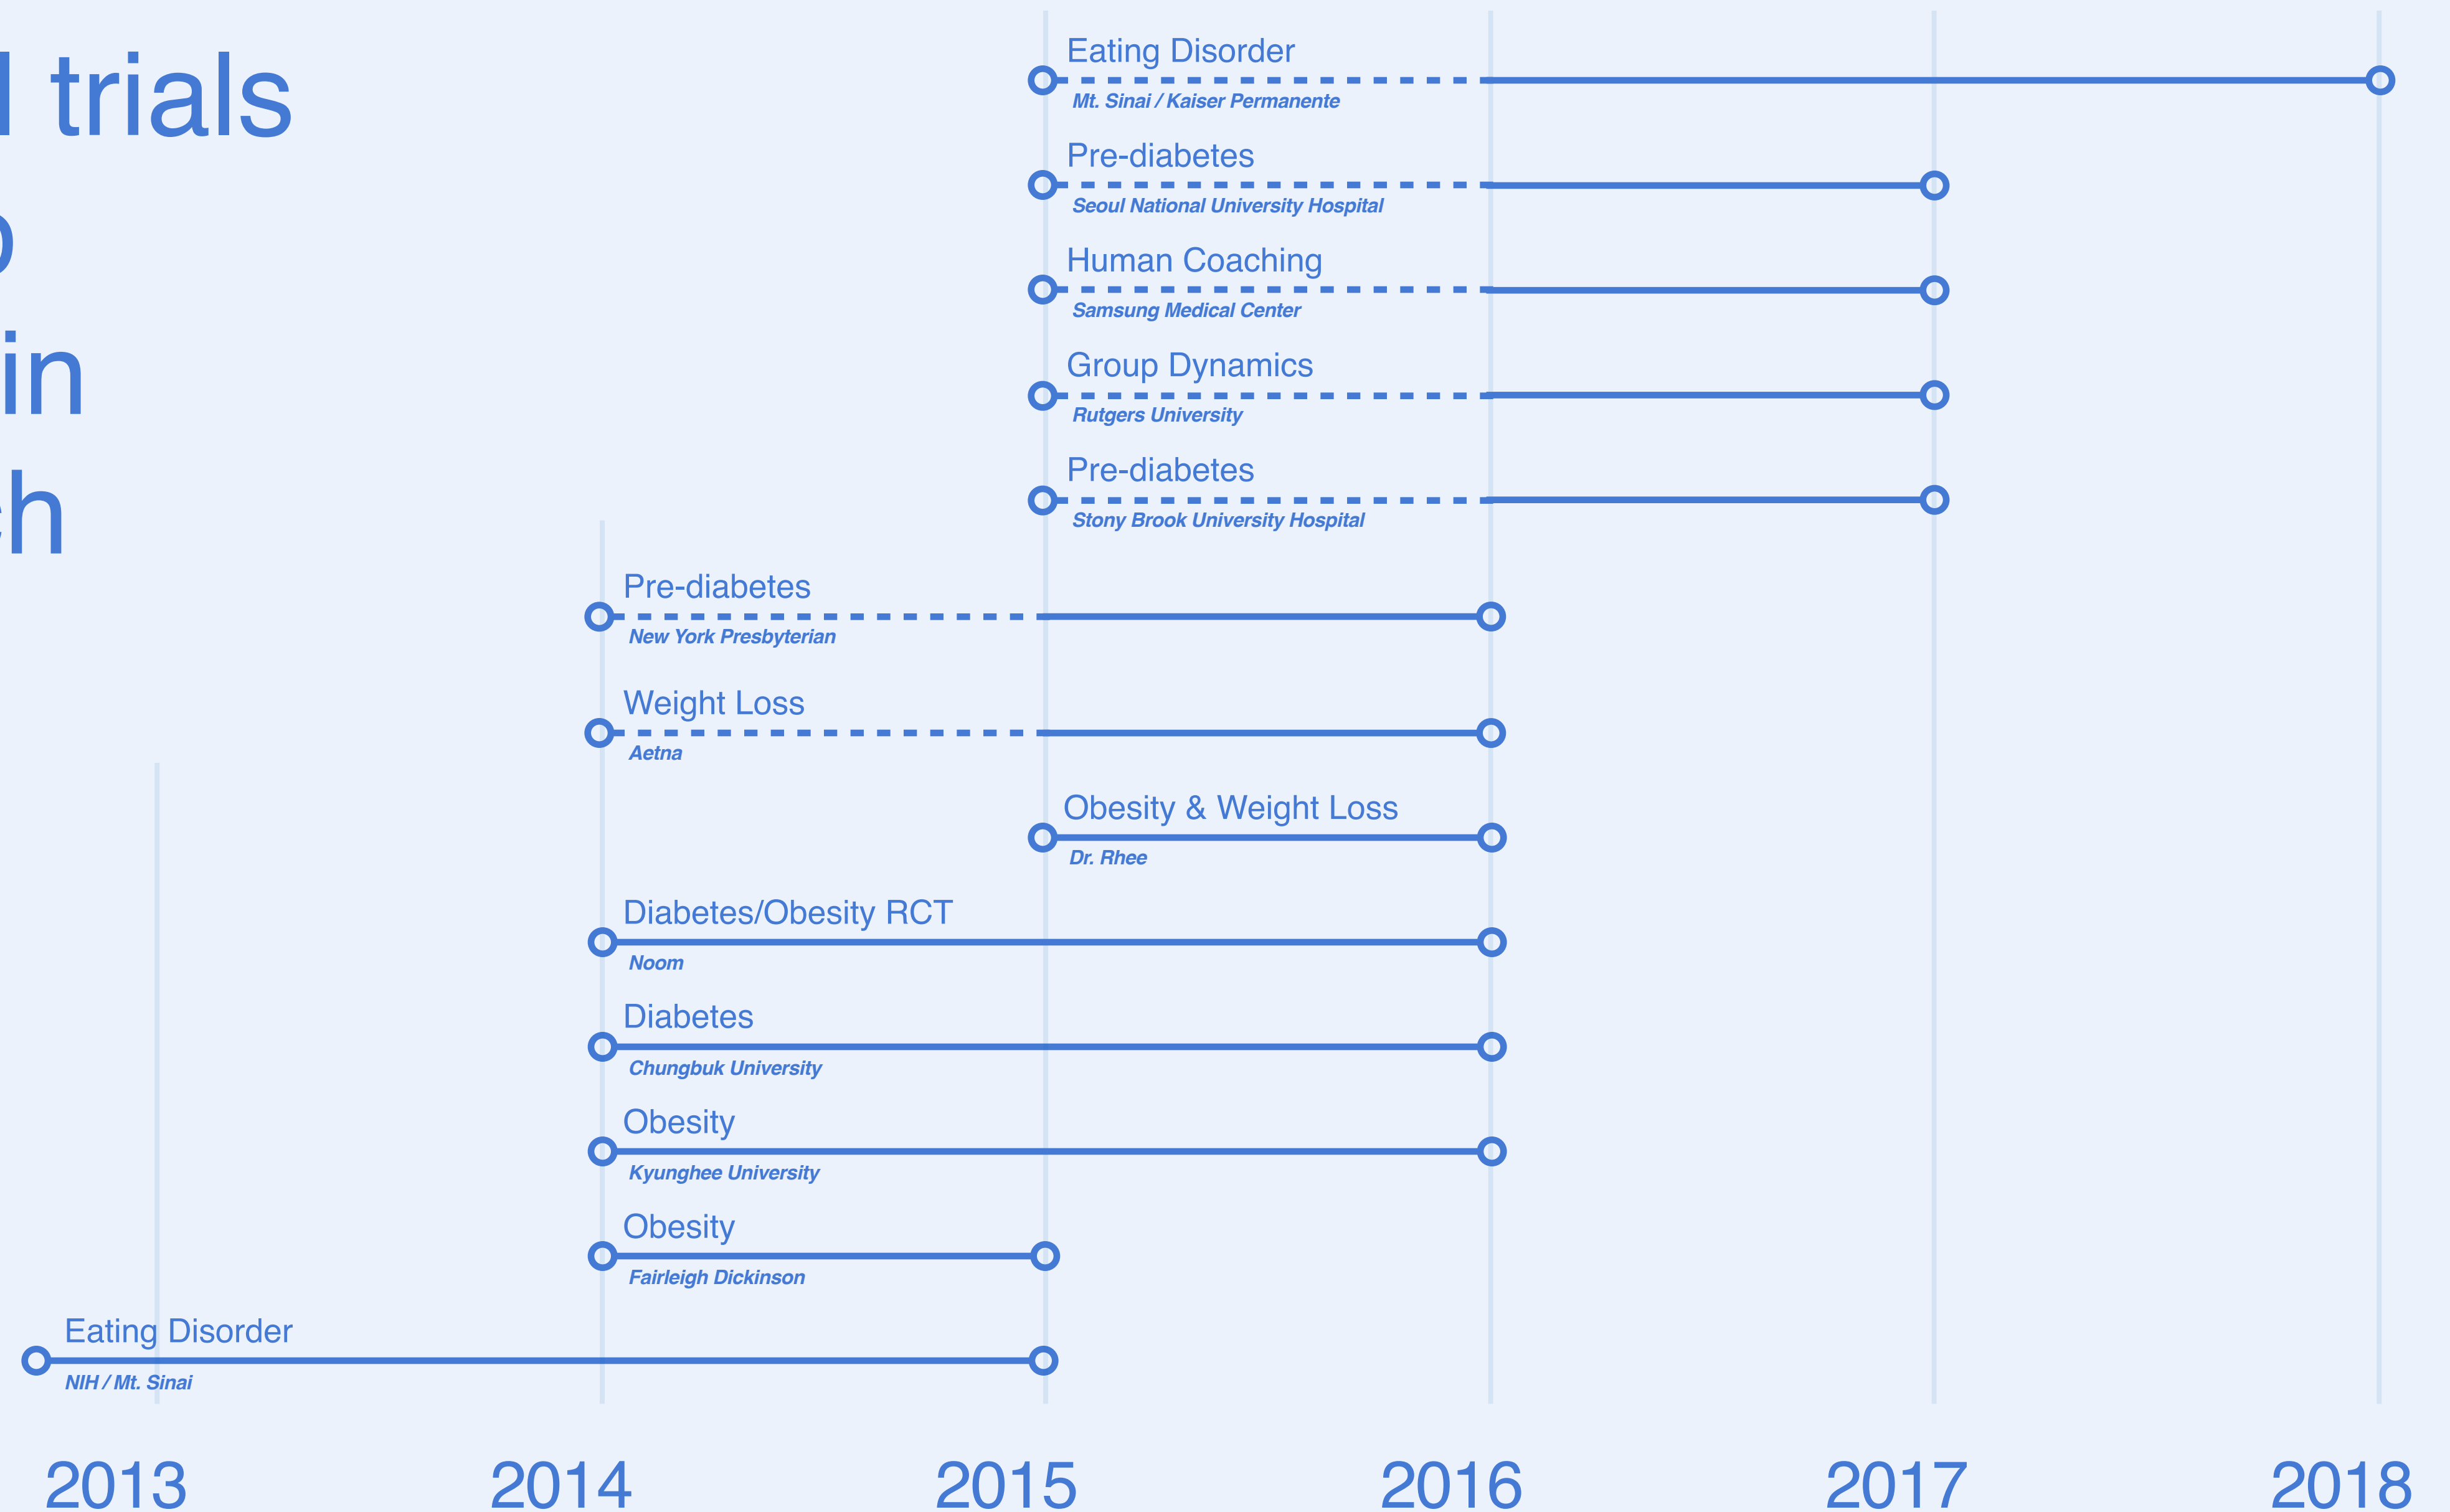 trials
in
Eating Disorder
Mt. Sinai / Kaiser Permanente
Pre-diabetes
Seoul National University Hospital
Human Coaching
Samsung Medical Center
Group Dynamics
Rutgers University
Pre-diabetes
Stony Brook University Hospital
Pre-diabetes
New York Presbyterian
Weight Loss
Aetna
Obesity & Weight Loss
Dr. Rhee
Diabetes/Obesity RCT
Noom
Diabetes
Chungbuk University
Obesity
Kyunghee University
Obesity
Fairleigh Dickinson
Eating Disorder
NIH / Mt. Sinai
2013 2014 2015 2016 2017 2018